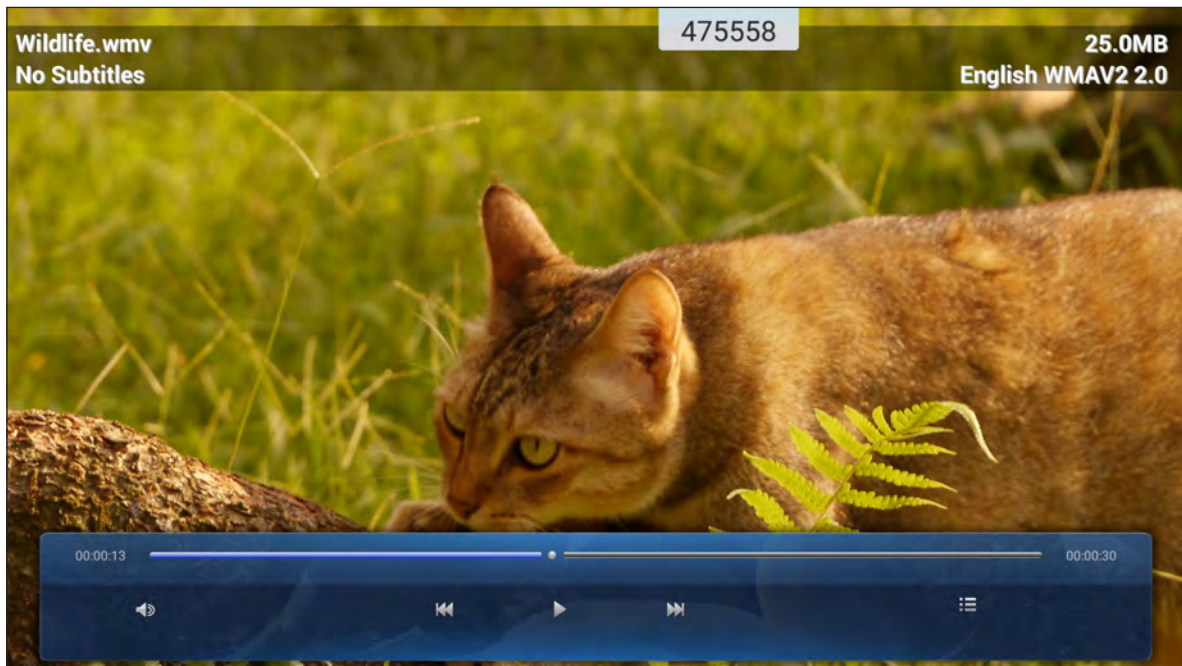 475558
Wildlife.wmv
25.0MB
No Subtitles
English WMAV2 2.0
00:00:13
00:00:30